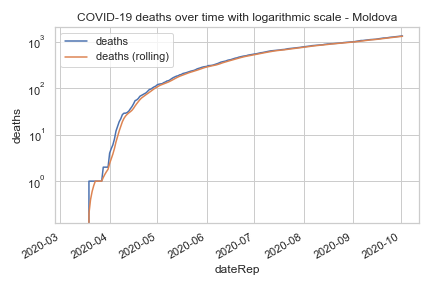 COVID-19 deaths over time with logarithmic scale - Moldova
deaths
deaths (rolling)
10³
10²
10¹
10⁰
deaths
2020-03
2020-04
2020-05
2020-06
2020-07
2020-08
2020-09
2020-10
dateRep